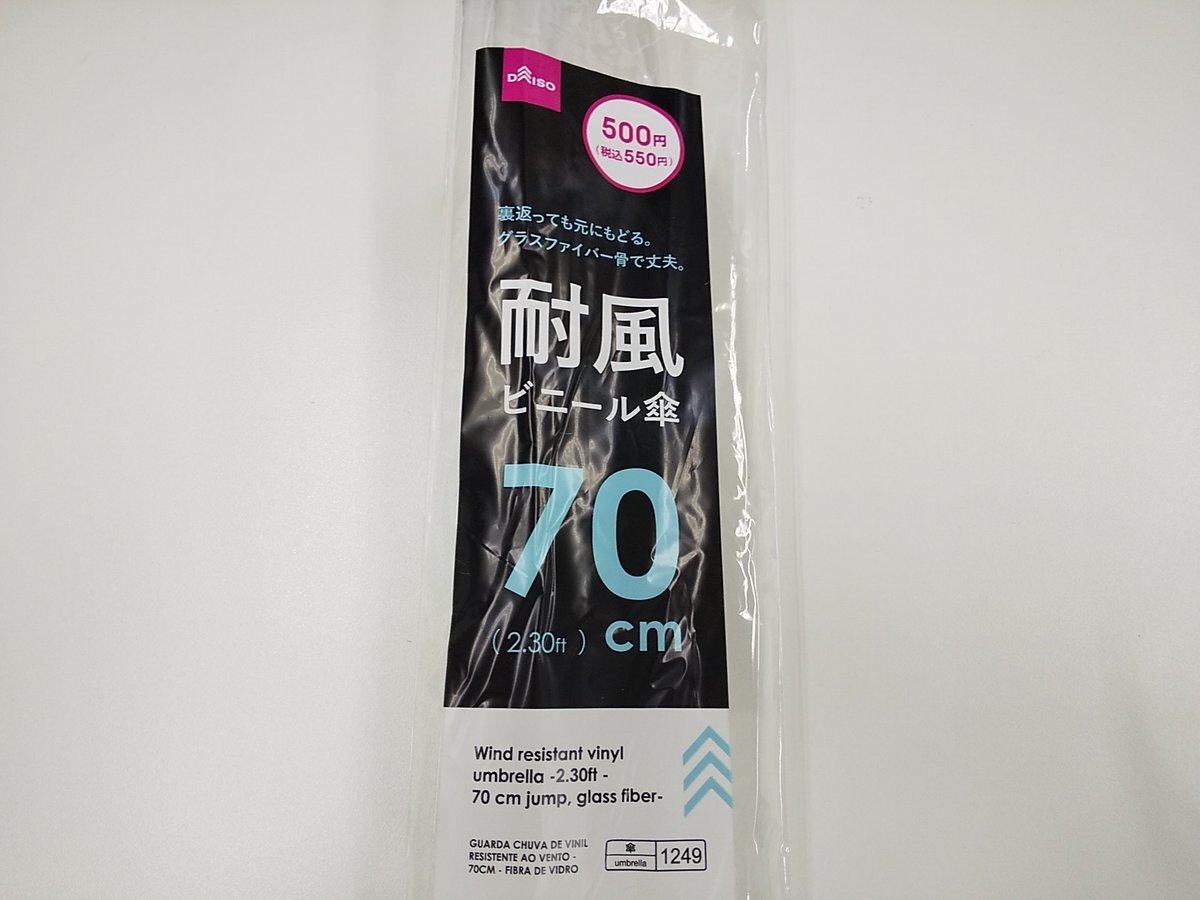 DAISO
500円
(税込550円)
裏返っても元にもどる。
グラスファイバー骨で丈夫。
耐風
ビニール傘
70
(2.30ft) cm
Wind resistant vinyl
umbrella -2.30ft -
70 cm jump, glass fiber-
GUARDA CHUVA DE VINIL
RESISTENTE AO VENTO -
70CM - FIBRA DE VIDRO
傘
umbrella
1249